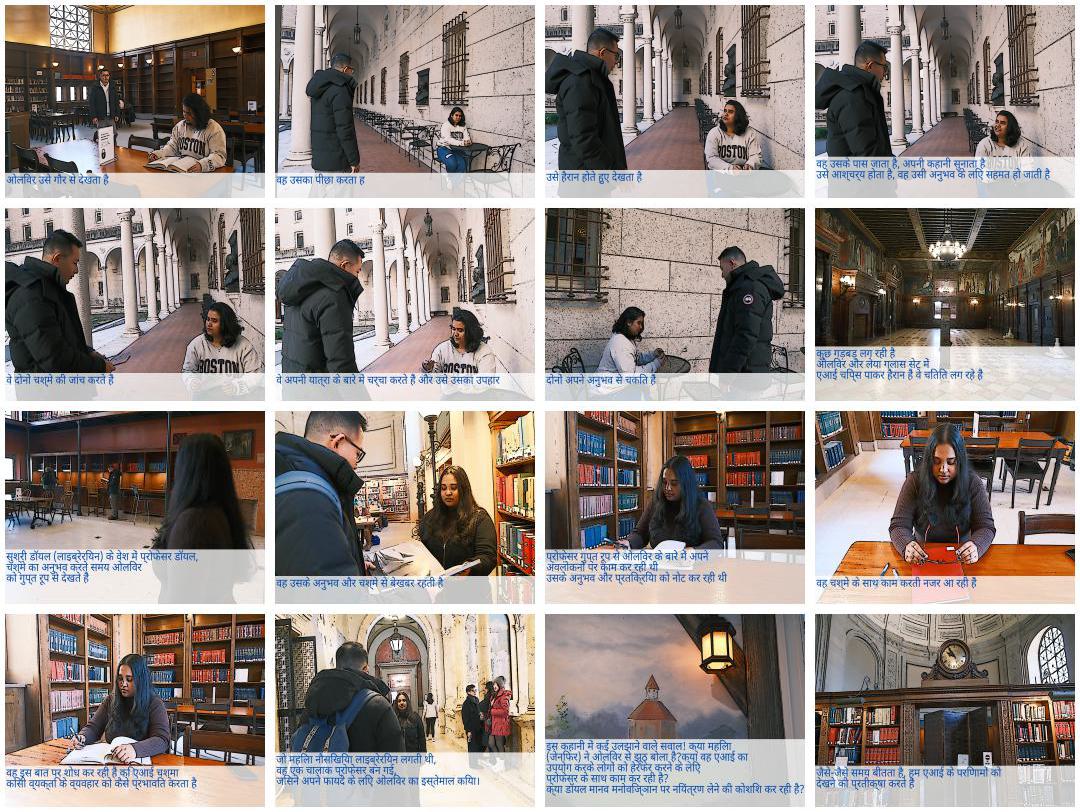 BOSTON
ओलिवर उसे गौर से देखता है
वह उसका पीछा करता ह
उसे हैरान होते हुए देखता है
BOSTON
वह उसके पास जाता है, अपनी कहानी सुनाता है
उसे आश्चर्य होता है, वह उसी अनुभव के लिए सहमत हो जाती है
BOSTON
वे दोनों चश्मे की जांच करते है
BOSTON
वे अपनी यात्रा के बारे में चर्चा करते हैं और उसे उसका उपहार
दोनों अपने अनुभव से चकित हैं
कुछ गड़बड़ लग रही है
ओलिवर और लेया ग्लास सेट में
एआई चिप्स पाकर हैरान है वे चिंतित लग रहे है
सुश्री डॉयल (लाइब्रेरियन) के वेश में प्रोफेसर डॉयल,
चश्मे का अनुभव करते समय ओलिवर
को गुप्त रूप से देखते है
वह उसके अनुभव और चश्मे से बेखबर रहती है
प्रोफेसर गुप्त रूप से ओलिवर के बारे में अपने
अवलोकनों पर काम कर रही थी
उसके अनुभव और प्रतिक्रिया को नोट कर रही थी
वह चश्मे के साथ काम करती नजर आ रही है
वह इस बात पर शोध कर रही है की एआई चश्मा
किसी व्यक्ति के व्यवहार को कैसे प्रभावित करता है
जो महिला नौसिखिया लाइब्रेरियन लगती थी,
वह एक चालाक प्रोफेसर बन गई,
जिसने अपने फायदे के लिए ओलिवर का इस्तेमाल किया।
इस कहानी में कई उलझाने वाले सवाल! क्या महिला
(जेनिफर) ने ओलिवर से झूठ बोला है?क्या वह एआई का
उपयोग करके लोगों को हेरफेर करने के लिए
प्रोफेसर के साथ काम कर रही है?
क्या डॉयल मानव मनोविज्ञान पर नियंत्रण लेने की कोशिश कर रही है?
जैसे-जैसे समय बीतता है, हम एआई के परिणामों को
देखने की प्रतीक्षा करते है